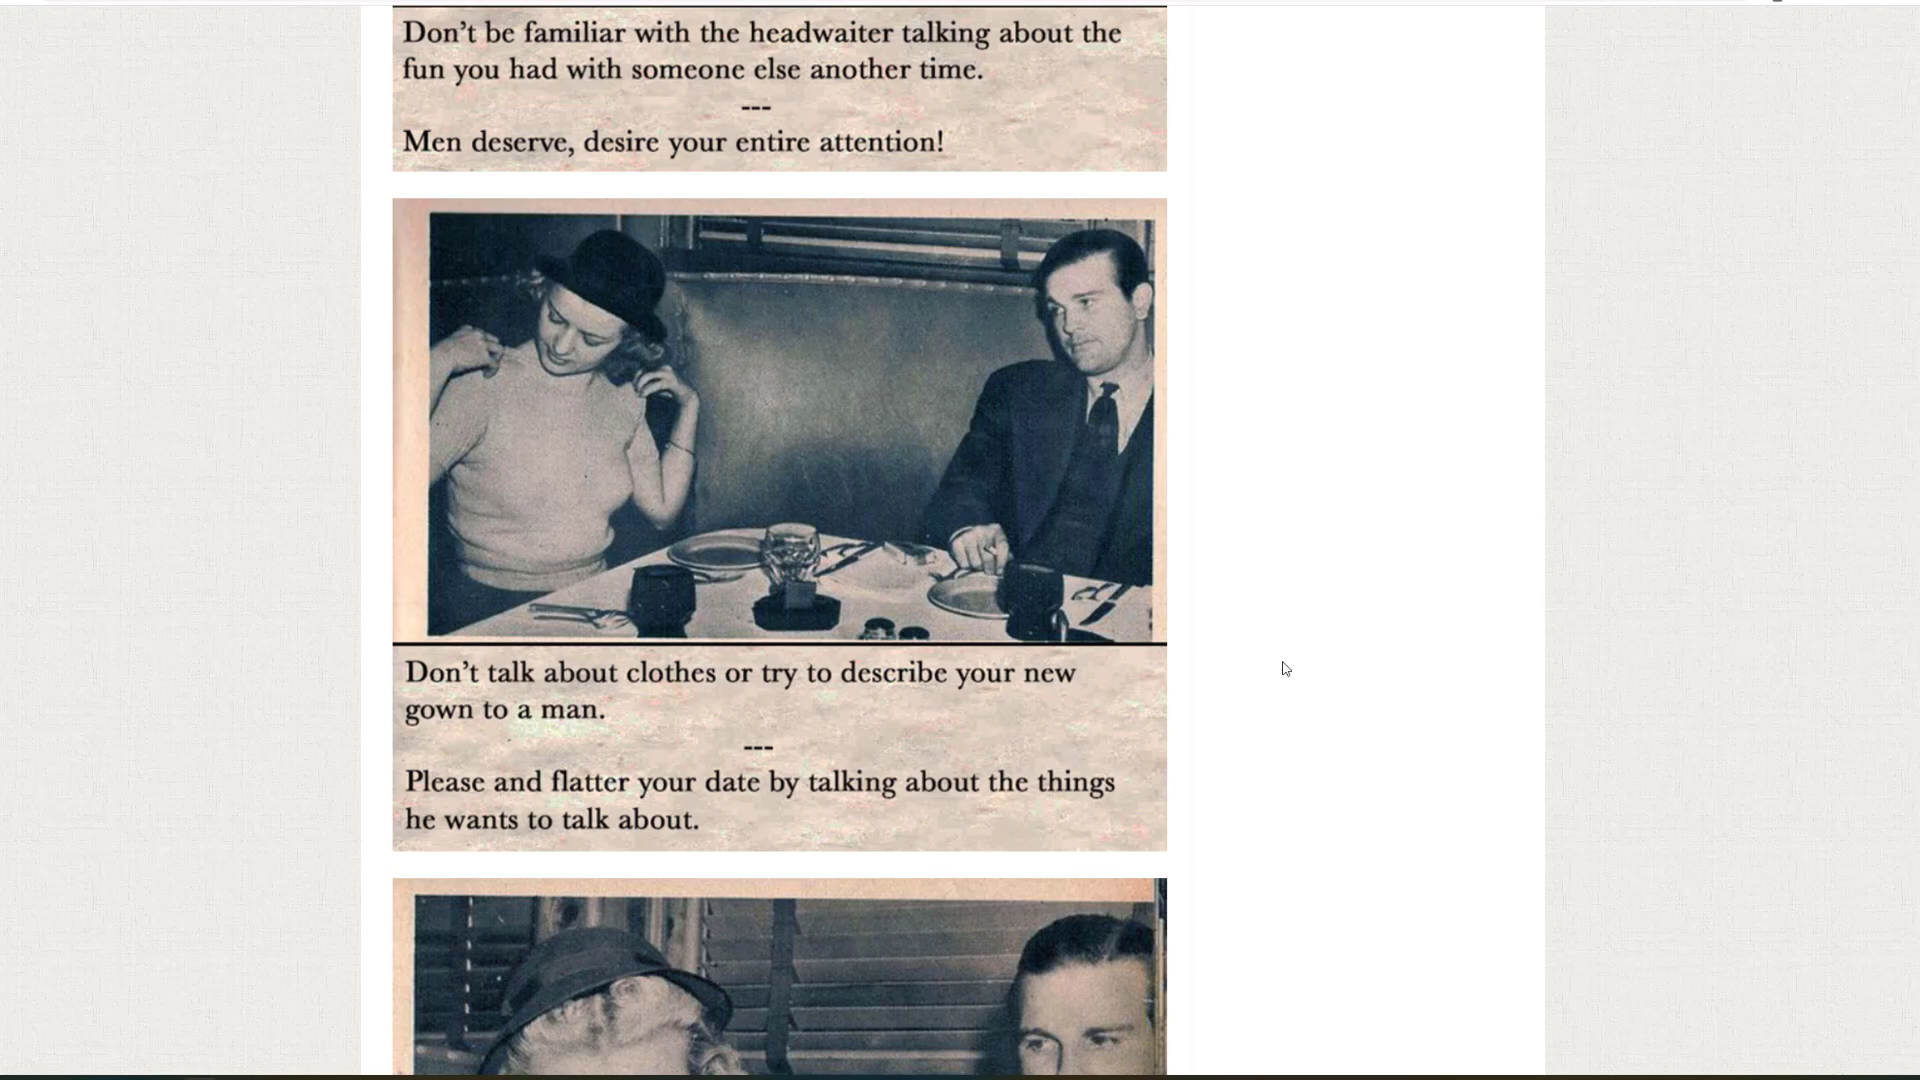 Don't be familiar with the headwaiter talking about the
fun you had with someone else another time.
---
Men deserve, desire your entire attention!
Don't talk about clothes or try to describe your new
gown to a man.
---
Please and flatter your date by talking about the things
he wants to talk about.